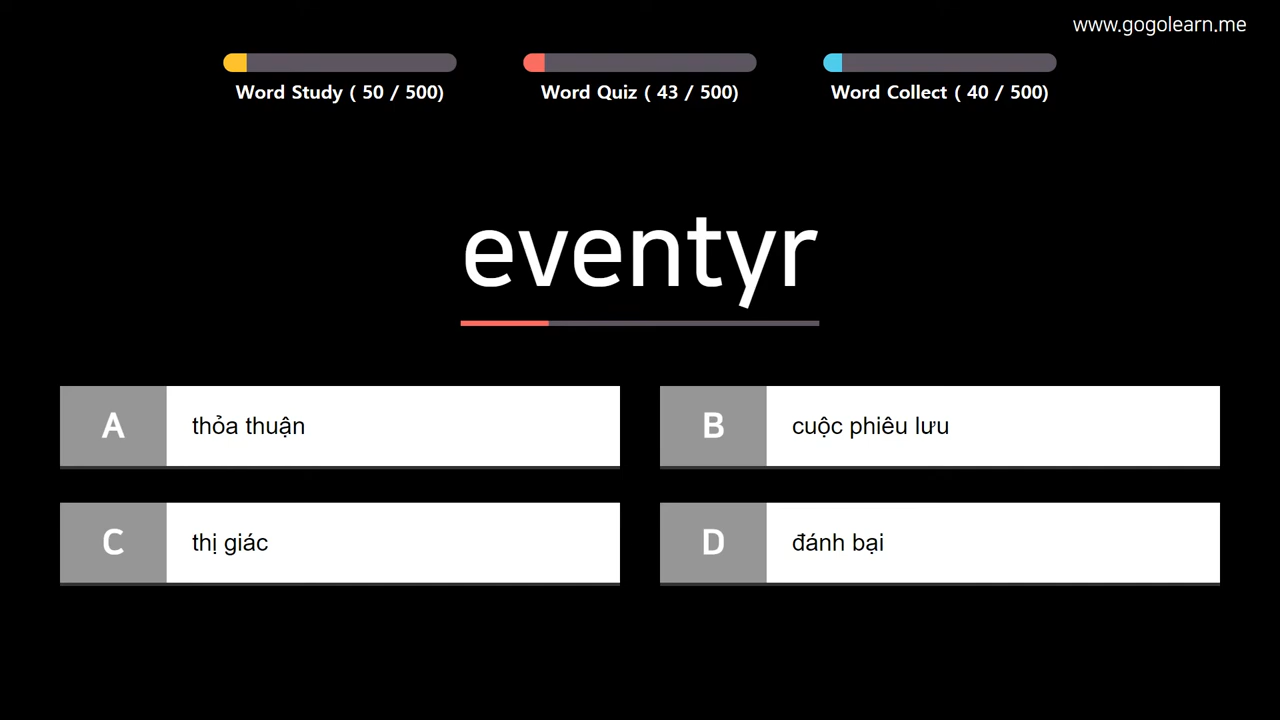 www.gogolearn.me
Word Study ( 50 / 500)
Word Quiz ( 43 / 500)
Word Collect ( 40 / 500)
eventyr
A thỏa thuận
B cuộc phiêu lưu
C thị giác
D đánh bại